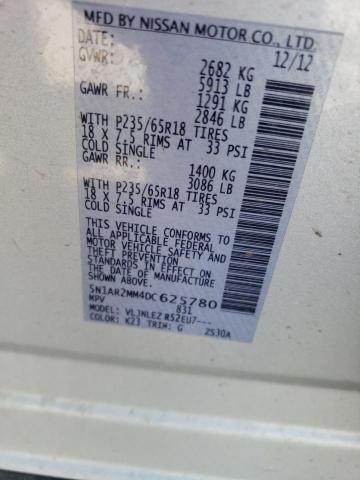 MFD BY NISSAN MOTOR CO., LTD.
12/12
GVWR:
2682 KG
5913 LB
GAWR FR.:
1291 KG
2846 LB
WITH P235/65R18 TIRES
18 X 7.5 RIMS AT 33 PSI
COLD SINGLE
GAWR RR.:
1400 KG
3086 LB
WITH P235/65R18 TIRES
18 X 7.5 RIMS AT 33 PSI
COLD SINGLE
THIS VEHICLE CONFORMS TO
ALL APPLICABLE FEDERAL
MOTOR VEHICLE SAFETY AND
THEFT PREVENTION
STANDARDS IN EFFECT ON
THE DATE OF MANUFACTURE
SHOWN ABOVE.
5N1AR2MM4DC625780
MPV 831
MODEL: VLJNLEZ R52EU7---
COLOR: K23 TRIM: G ZS30A